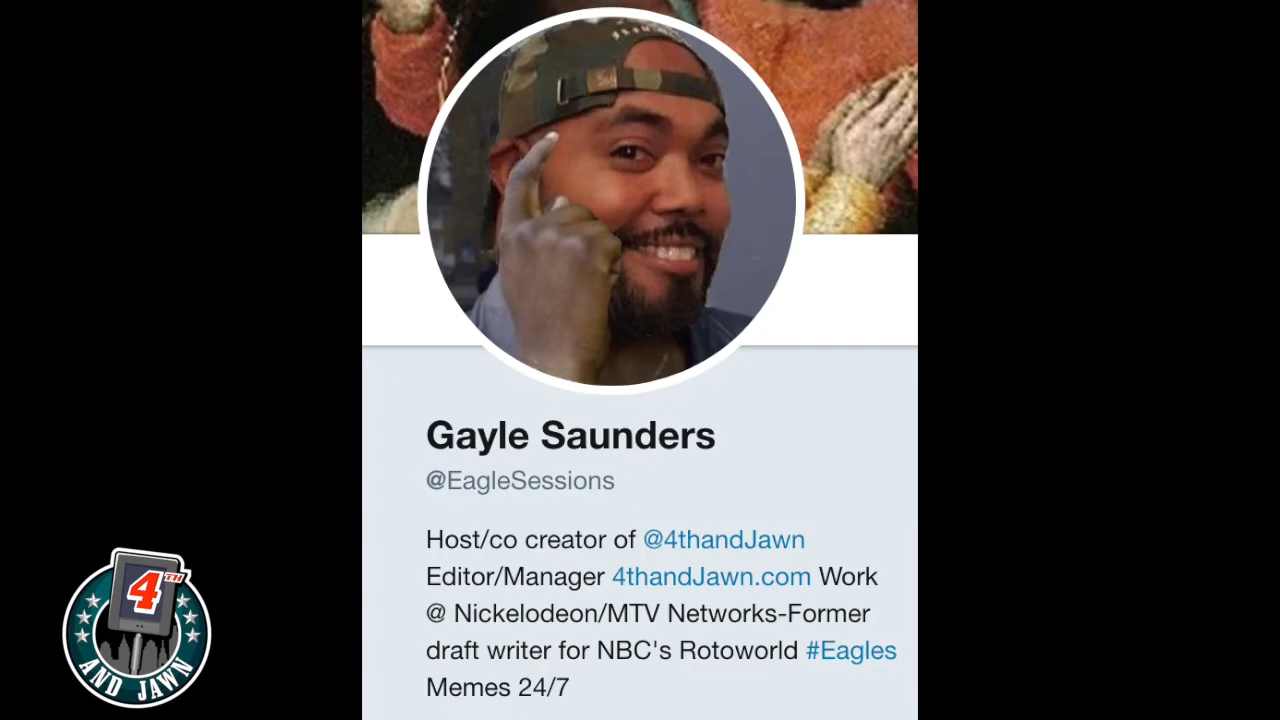 Gayle Saunders
@EagleSessions
Host/co creator of @4thandJawn
Editor/Manager 4thandJawn.com Work
@ Nickelodeon/MTV Networks-Former
draft writer for NBC's Rotoworld #Eagles
Memes 24/7
4TH
AND JAWN